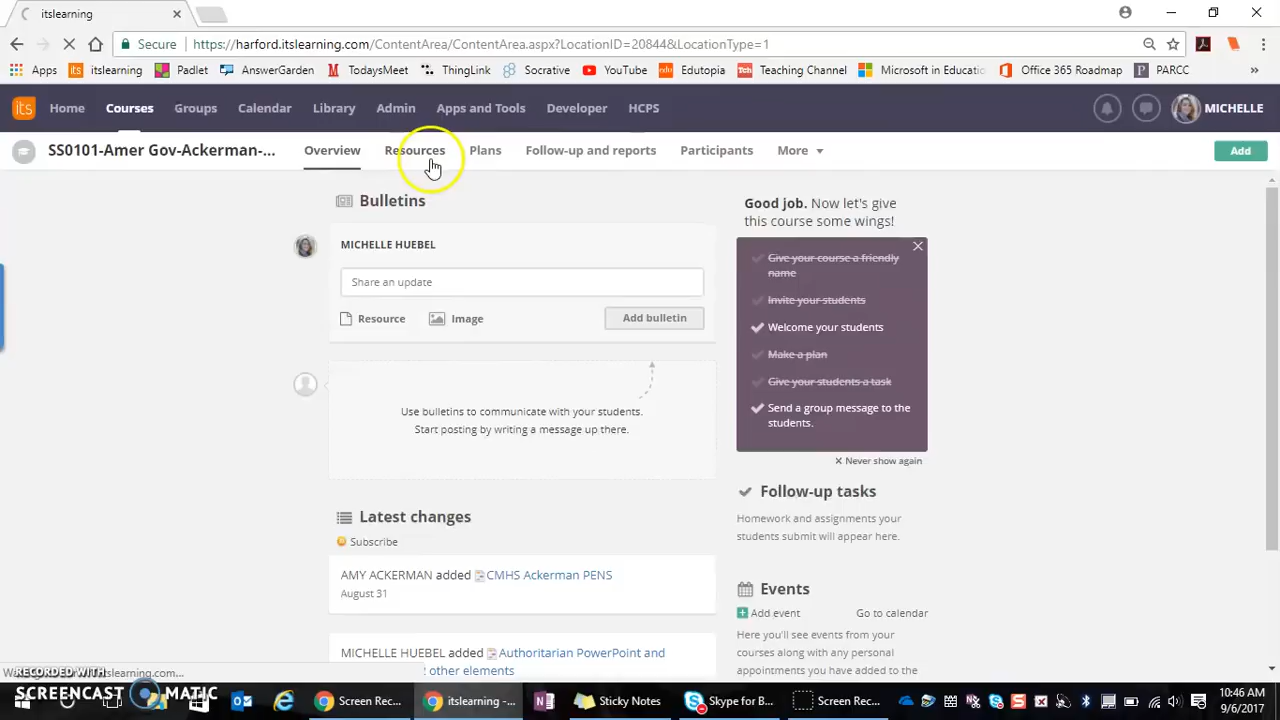 itslearning
Secure https://harford.itslearning.com/ContentArea/ContentArea.aspx?LocationID=20844&LocationType=1
Apps itslearning Padlet AnswerGarden TodaysMeet ThingLink Socrative YouTube Edutopia Tch Teaching Channel Microsoft in Educati Office 365 Roadmap P PARCC »
its Home Courses Groups Calendar Library Admin Apps and Tools Developer HCPS MICHELLE
SS0101-Amer Gov-Ackerman-... Overview Resources Plans Follow-up and reports Participants More Add
Bulletins
MICHELLE HUEBEL
Share an update
Resource Image Add bulletin
Use bulletins to communicate with your students.
Start posting by writing a message up there.
Latest changes
Subscribe
AMY ACKERMAN added CMHS Ackerman PENS
August 31
MICHELLE HUEBEL added Authoritarian PowerPoint and
other elements
Good job. Now let's give
this course some wings!
Give your course a friendly
name
Invite your students
Welcome your students
Make a plan
Give your students a task
Send a group message to the
students.
Never show again
Follow-up tasks
Homework and assignments your
students submit will appear here.
Events
Add event Go to calendar
Here you'll see events from your
courses along with any personal
appointments you have added to the
itslearning.com...
RECORDED WITH
SCREENCAST MATIC
Screen Rec... itslearning -... Sticky Notes Skype for B... Screen Rec...
10:46 AM
9/6/2017